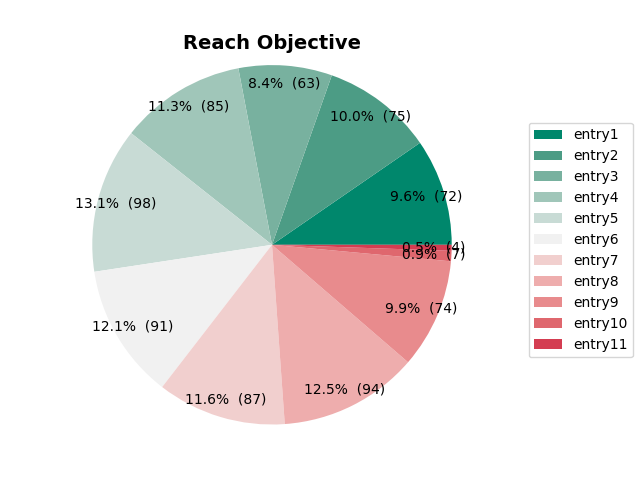 Reach Objective
8.4%  (63)
11.3%  (85)
10.0%  (75)
13.1%  (98)
9.6%  (72)
0.5%  (4)
0.9%  (7)
12.1%  (91)
9.9%  (74)
11.6%  (87)
12.5%  (94)
entry1
entry2
entry3
entry4
entry5
entry6
entry7
entry8
entry9
entry10
entry11